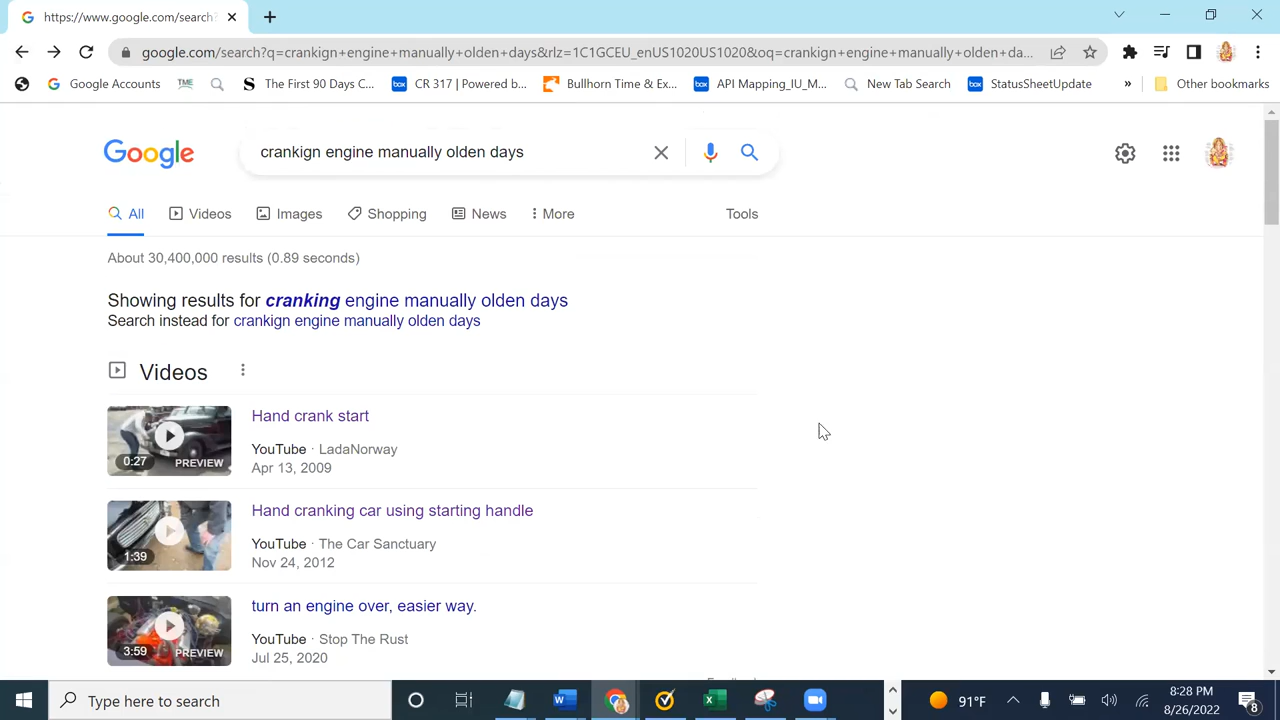 https://www.google.com/search?
google.com/search?q=crankign+engine+manually+olden+days&rlz=1C1GCEU_enUS1020US1020&oq=crankign+engine+manually+olden+da...
Google Accounts
TME
The First 90 Days C...
box CR 317 | Powered b...
Bullhorn Time & Ex...
box API Mapping_IU_M...
New Tab Search
box StatusSheetUpdate
»
Other bookmarks
Google
crankign engine manually olden days
All
Videos
Images
Shopping
News
More
Tools
About 30,400,000 results (0.89 seconds)
Showing results for cranking engine manually olden days
Search instead for crankign engine manually olden days
Videos
Hand crank start
YouTube · LadaNorway
Apr 13, 2009
0:27 PREVIEW
Hand cranking car using starting handle
YouTube · The Car Sanctuary
Nov 24, 2012
1:39
turn an engine over, easier way.
YouTube · Stop The Rust
Jul 25, 2020
3:59 PREVIEW
Type here to search
91°F
8:28 PM
8/26/2022
8